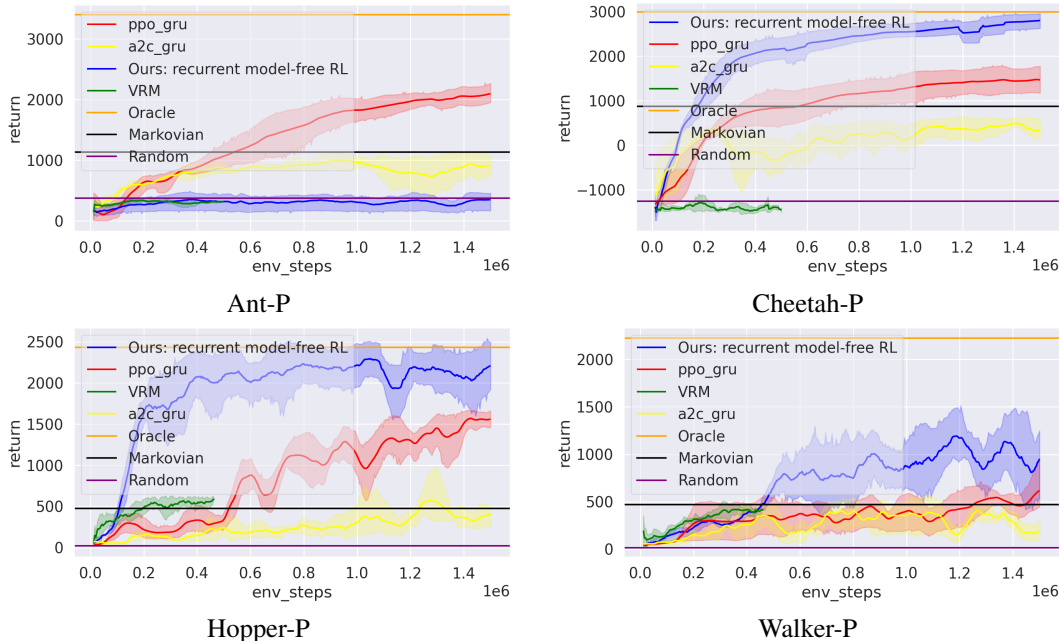 3000
2000
1000
0
return
ppo_gru
a2c_gru
Ours: recurrent model-free RL
VRM
Oracle
Markovian
Random
0.0 0.2 0.4 0.6 0.8 1.0 1.2 1.4
1e6
env_steps
Ant-P
3000
2000
1000
0
−1000
return
Ours: recurrent model-free RL
ppo_gru
a2c_gru
VRM
Oracle
Markovian
Random
0.0 0.2 0.4 0.6 0.8 1.0 1.2 1.4
1e6
env_steps
Cheetah-P
2500
2000
1500
1000
500
0
return
Ours: recurrent model-free RL
ppo_gru
VRM
a2c_gru
Oracle
Markovian
Random
0.0 0.2 0.4 0.6 0.8 1.0 1.2 1.4
1e6
env_steps
Hopper-P
2000
1500
1000
500
0
return
Ours: recurrent model-free RL
ppo_gru
VRM
a2c_gru
Oracle
Markovian
Random
0.0 0.2 0.4 0.6 0.8 1.0 1.2 1.4
1e6
env_steps
Walker-P